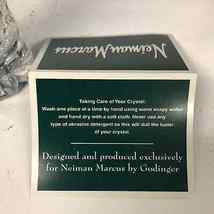 Neiman Marcus
Taking Care of Your Crystal:
Wash one piece at a time by hand using warm soapy water
and hand dry with a soft cloth. Never use any
type of abrasive detergent as this will dull the luster
of your crystal.
Designed and produced exclusively
for Neiman Marcus by Godinger